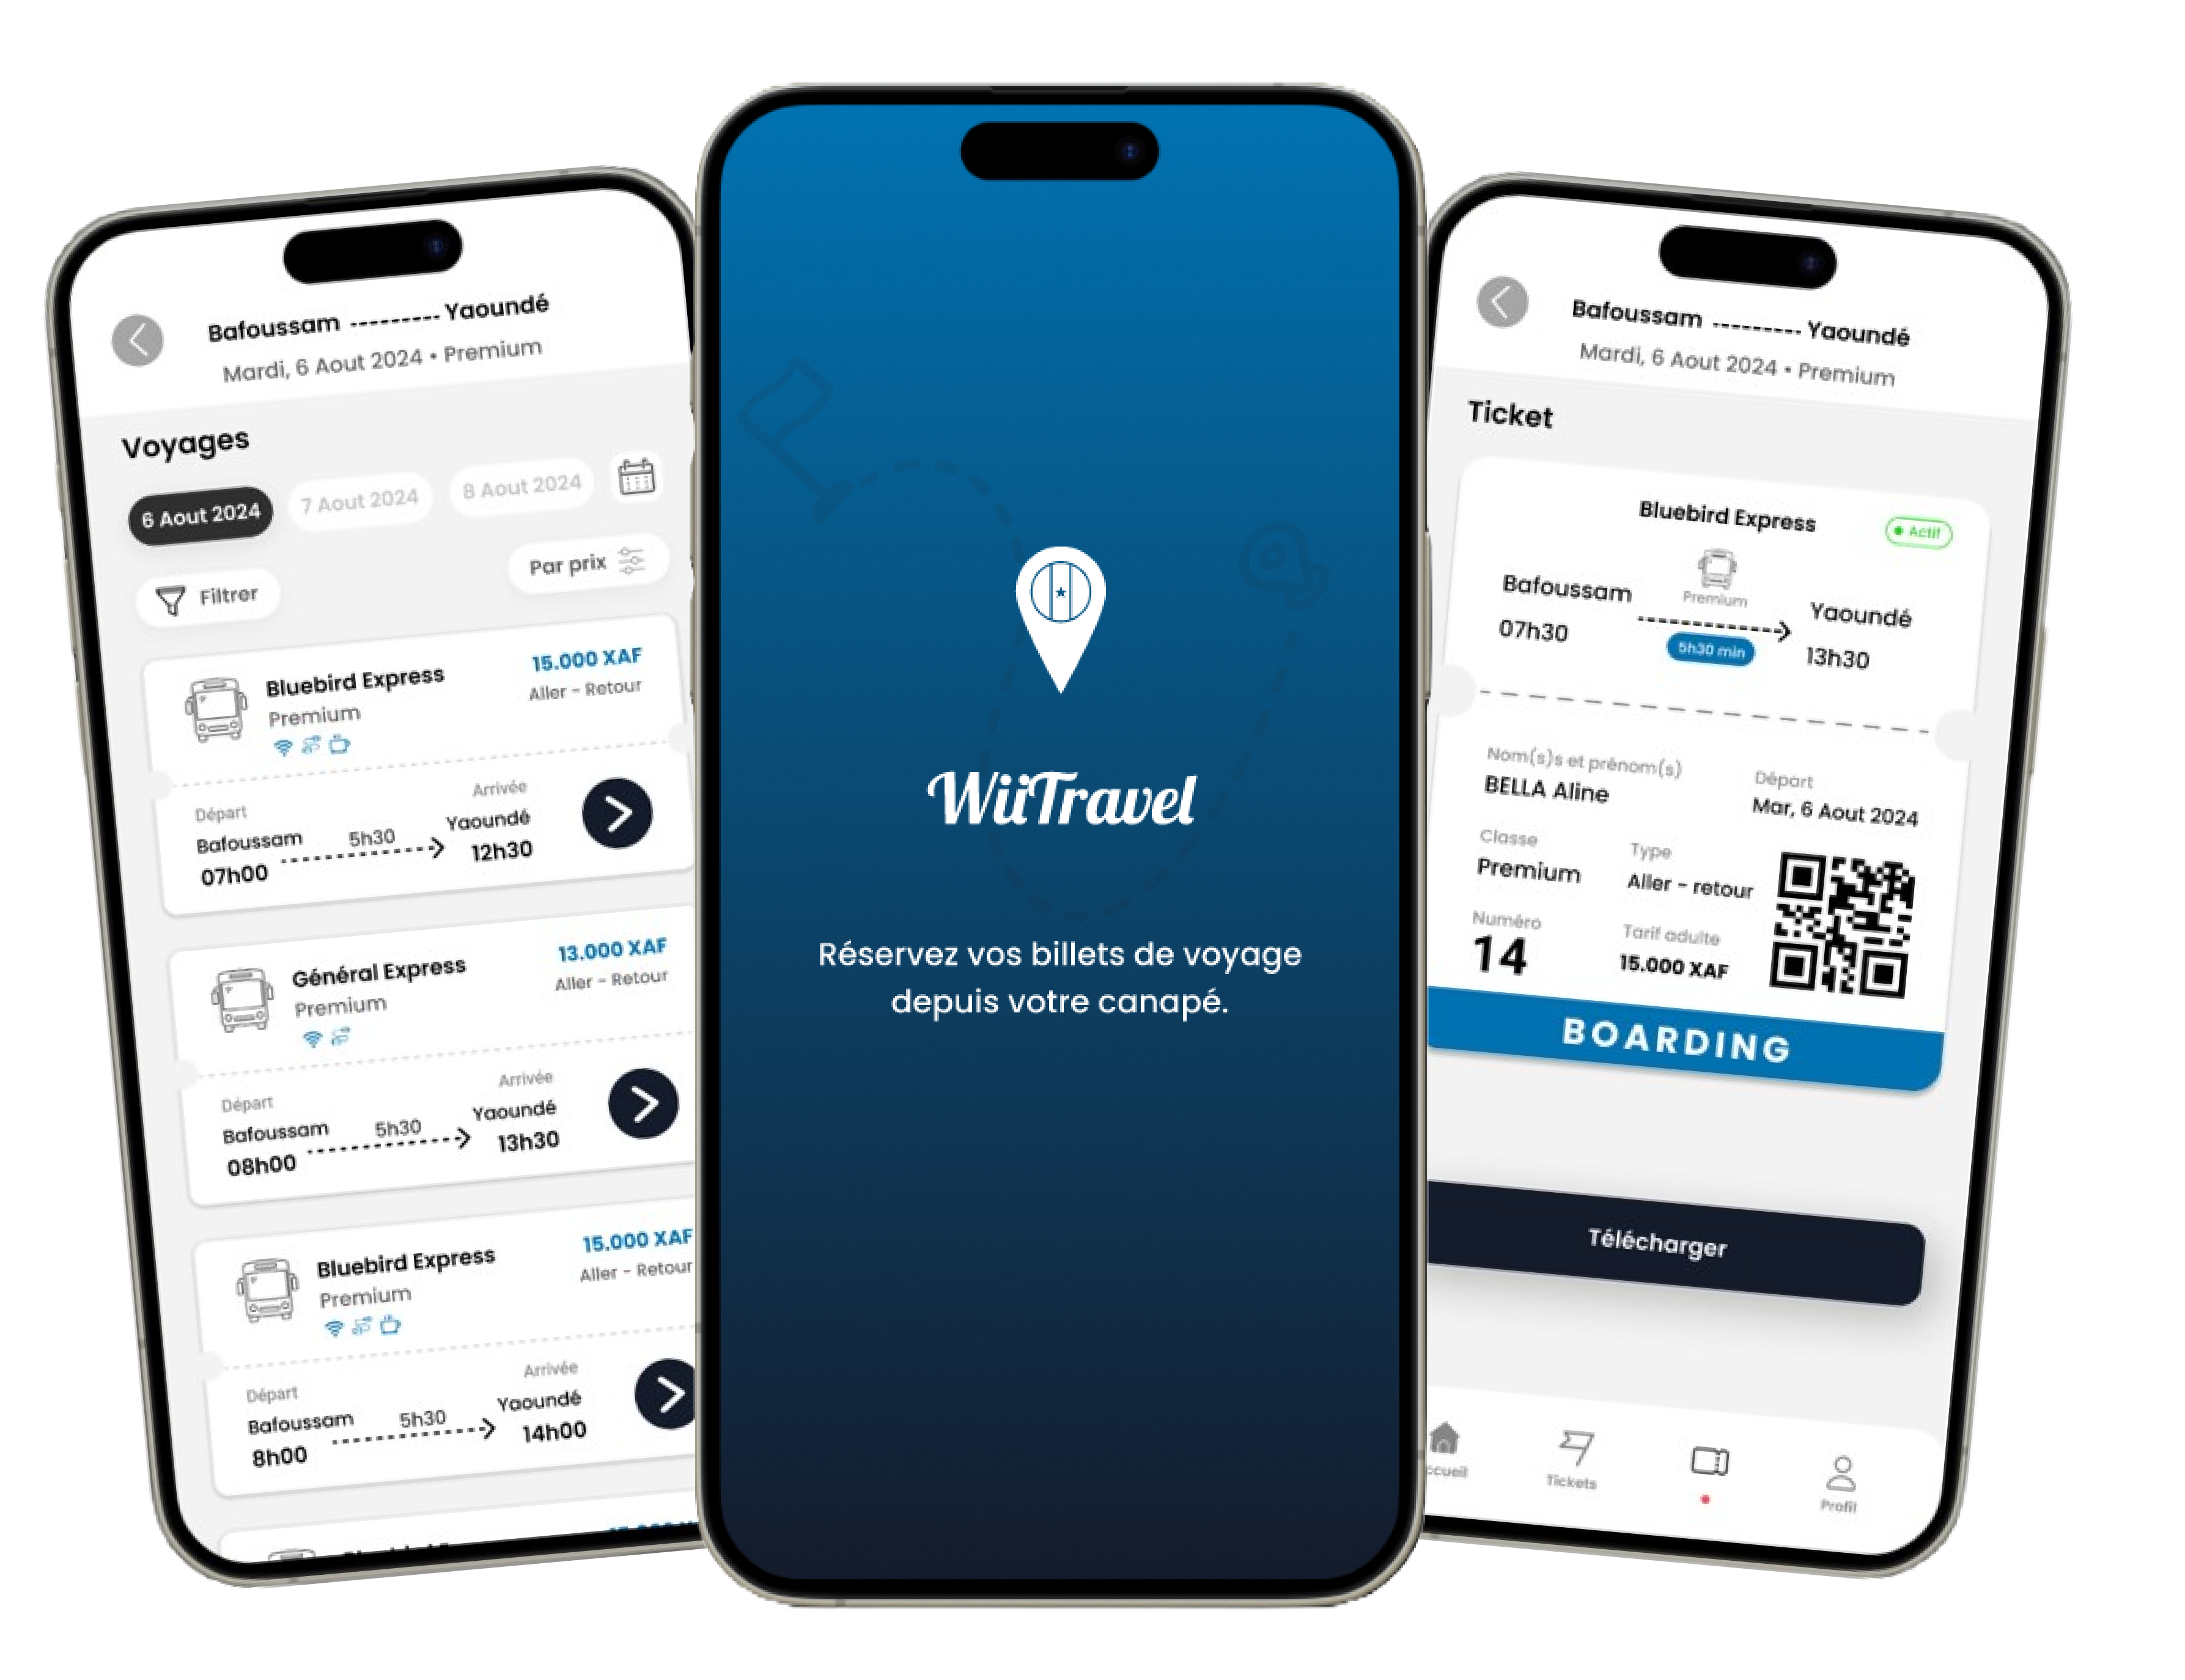 Bafoussam --------- Yaoundé
Mardi, 6 Aout 2024 • Premium
Voyages
6 Aout 2024
7 Aout 2024
8 Aout 2024
Filtrer
Par prix
Bluebird Express
15.000 XAF
Premium
Aller - Retour
Départ
Arrivée
Bafoussam
5h30
Yaoundé
07h00
12h30
Général Express
13.000 XAF
Premium
Aller - Retour
Départ
Arrivée
Bafoussam
5h30
Yaoundé
08h00
13h30
Bluebird Express
15.000 XAF
Premium
Aller - Retour
Départ
Arrivée
Bafoussam
5h30
Yaoundé
8h00
14h00
WiiTravel
Réservez vos billets de voyage
depuis votre canapé.
Bafoussam --------- Yaoundé
Mardi, 6 Aout 2024 • Premium
Ticket
Bluebird Express
Actif
Bafoussam
Premium
Yaoundé
07h30
5h30 min
13h30
Nom(s)s et prénom(s)
Départ
BELLA Aline
Mar, 6 Aout 2024
Classe
Type
Premium
Aller - retour
Numéro
Tarif adulte
14
15.000 XAF
BOARDING
Télécharger
ccueil
Tickets
Profil